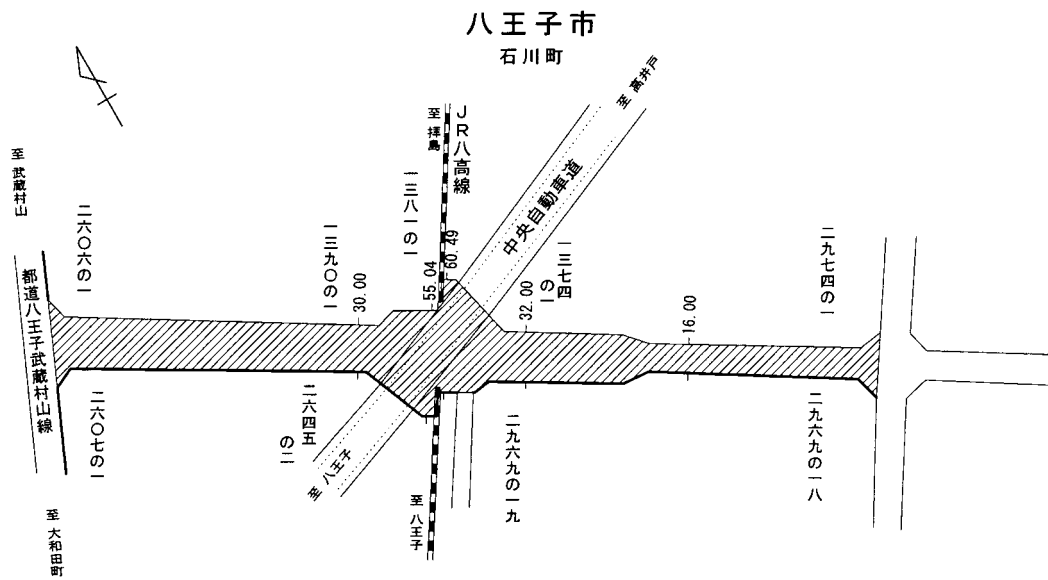 八王子市
石川町
至 武蔵村山
二六〇六の一
都道八王子武蔵村山線
二六〇七の一
至 大和田町
一三九〇の一
30.00
二六四五
の二
至 八王子
一三八一の一
55.04
至 拝島
JR八高線
60.49
至 八王子
中央自動車道
至 高井戸
一三七四
の一
32.00
二九六九の一九
16.00
二九七四の一
二九六九の一八